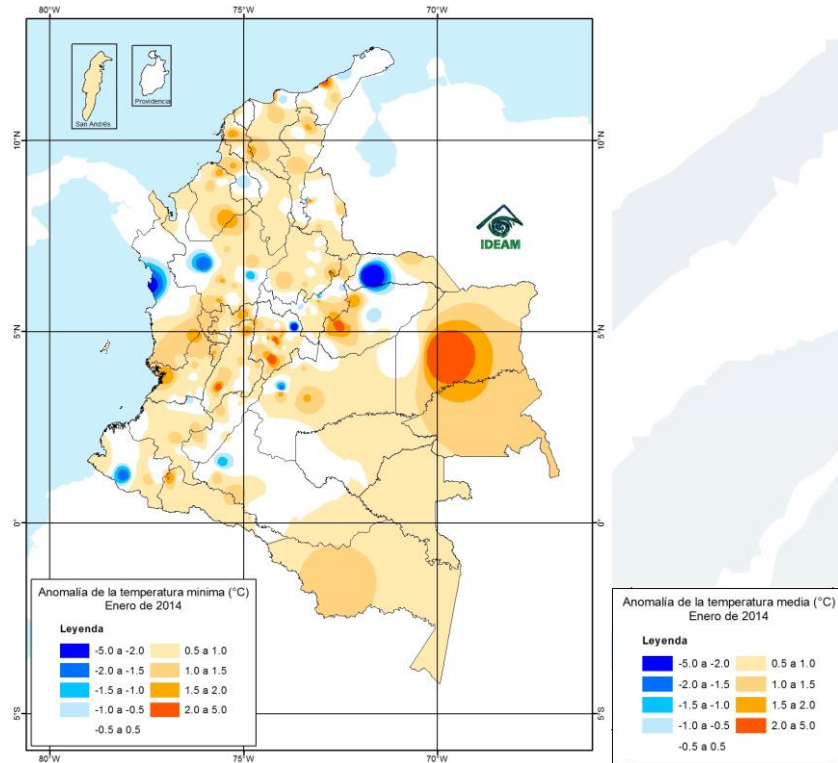 80°W 75°W 70°W
San Andrés
Providencia
10°N
10°N
IDEAM
5°N
5°N
0°
0°
5°S
5°S
Anomalía de la temperatura mínima (°C)
Enero de 2014
Leyenda
-5.0 a -2.0 0.5 a 1.0
-2.0 a -1.5 1.0 a 1.5
-1.5 a -1.0 1.5 a 2.0
-1.0 a -0.5 2.0 a 5.0
-0.5 a 0.5
80°W 75°W 70°W
Anomalía de la temperatura media (°C)
Enero de 2014
Leyenda
-5.0 a -2.0 0.5 a 1.0
-2.0 a -1.5 1.0 a 1.5
-1.5 a -1.0 1.5 a 2.0
-1.0 a -0.5 2.0 a 5.0
-0.5 a 0.5